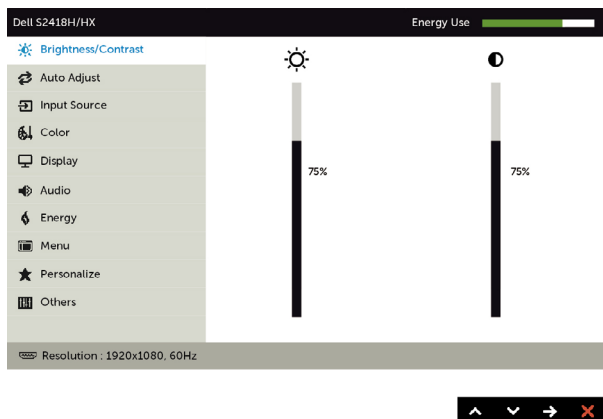 Dell S2418H/HX
Energy Use
Brightness/Contrast
Auto Adjust
Input Source
Color
Display
Audio
Energy
Menu
Personalize
Others
75%
75%
Resolution : 1920x1080, 60Hz